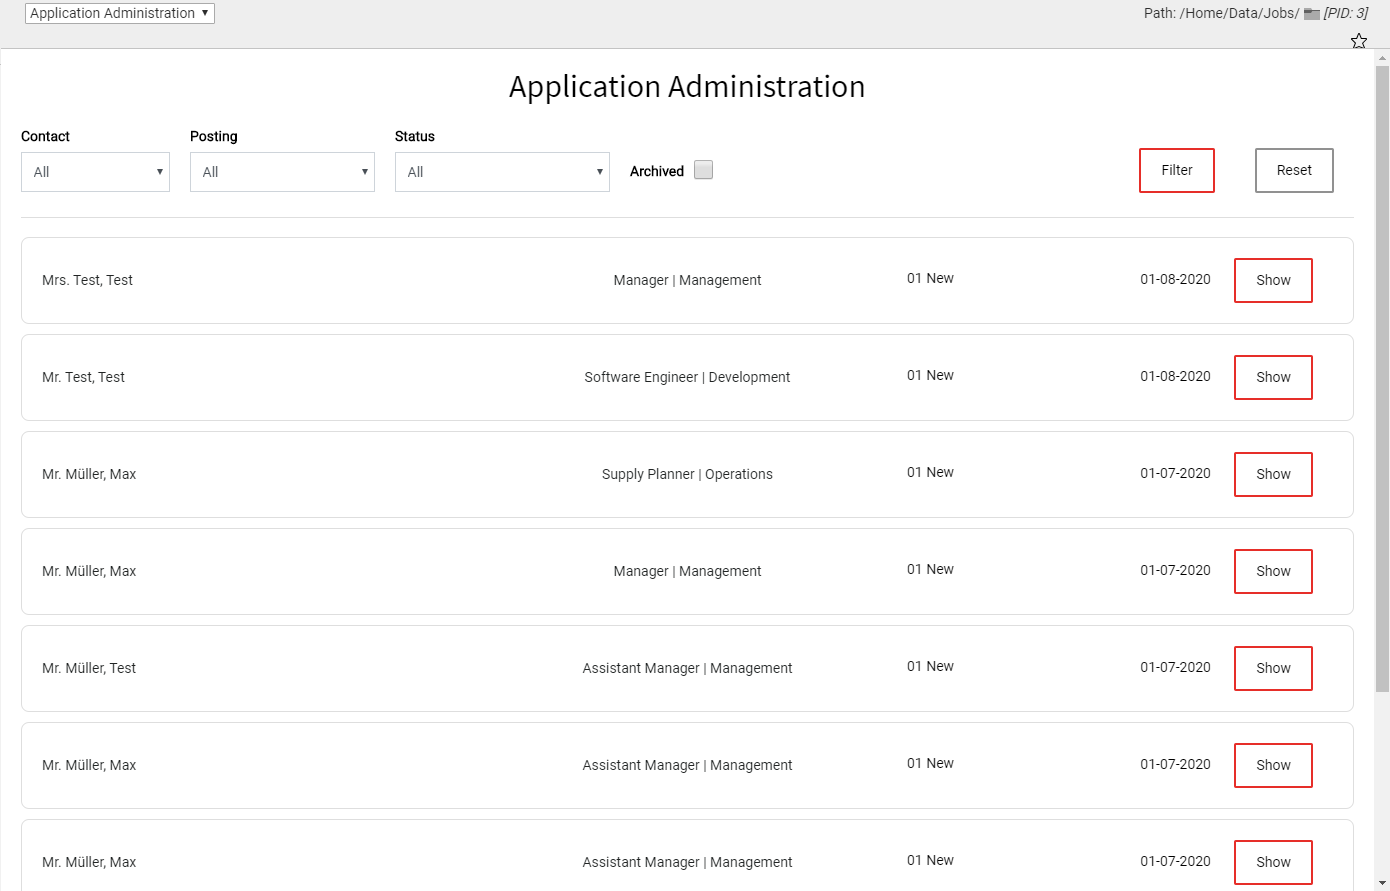 Application Administration
Path: /Home/Data/Jobs/ [PID: 3]
Application Administration
Contact Posting Status
All All All Archived Filter Reset
Mrs. Test, Test Manager | Management 01 New 01-08-2020 Show
Mr. Test, Test Software Engineer | Development 01 New 01-08-2020 Show
Mr. Müller, Max Supply Planner | Operations 01 New 01-07-2020 Show
Mr. Müller, Max Manager | Management 01 New 01-07-2020 Show
Mr. Müller, Test Assistant Manager | Management 01 New 01-07-2020 Show
Mr. Müller, Max Assistant Manager | Management 01 New 01-07-2020 Show
Mr. Müller, Max Assistant Manager | Management 01 New 01-07-2020 Show